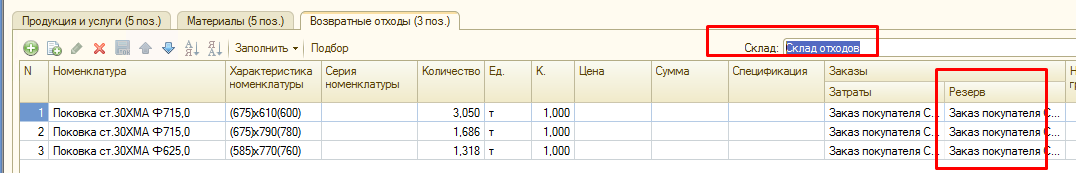 Продукция и услуги (5 поз.) Материалы (5 поз.) Возвратные отходы (3 поз.)
Заполнить Подбор Склад: Склад отходов
N Номенклатура Характеристика номенклатуры Серия номенклатуры Количество Ед. К. Цена Сумма Спецификация Заказы
Затраты Резерв
1 Поковка ст.30ХМА Ф715,0 (675)х610(600) 3,050 т 1,000 Заказ покупателя С... Заказ покупателя С...
2 Поковка ст.30ХМА Ф715,0 (675)х790(780) 1,686 т 1,000 Заказ покупателя С... Заказ покупателя С...
3 Поковка ст.30ХМА Ф625,0 (585)х770(760) 1,318 т 1,000 Заказ покупателя С... Заказ покупателя С...